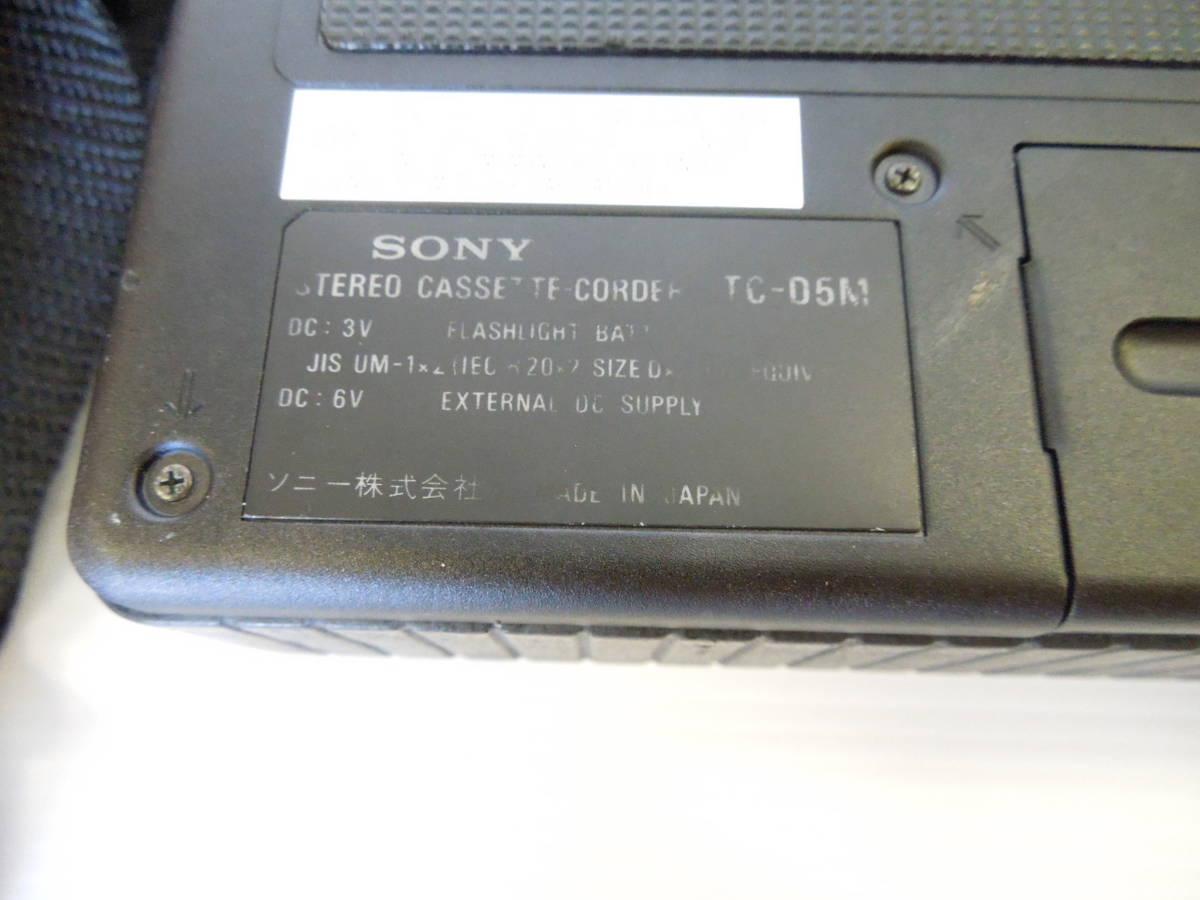 SONY
STEREO CASSETTE-CORDER TC-D5M
DC: 3V FLASHLIGHT BATT
JIS UM-1×2 (IEC R20×2 SIZE D× EQUIV
DC: 6V EXTERNAL DC SUPPLY
ソニー株式会社 MADE IN JAPAN